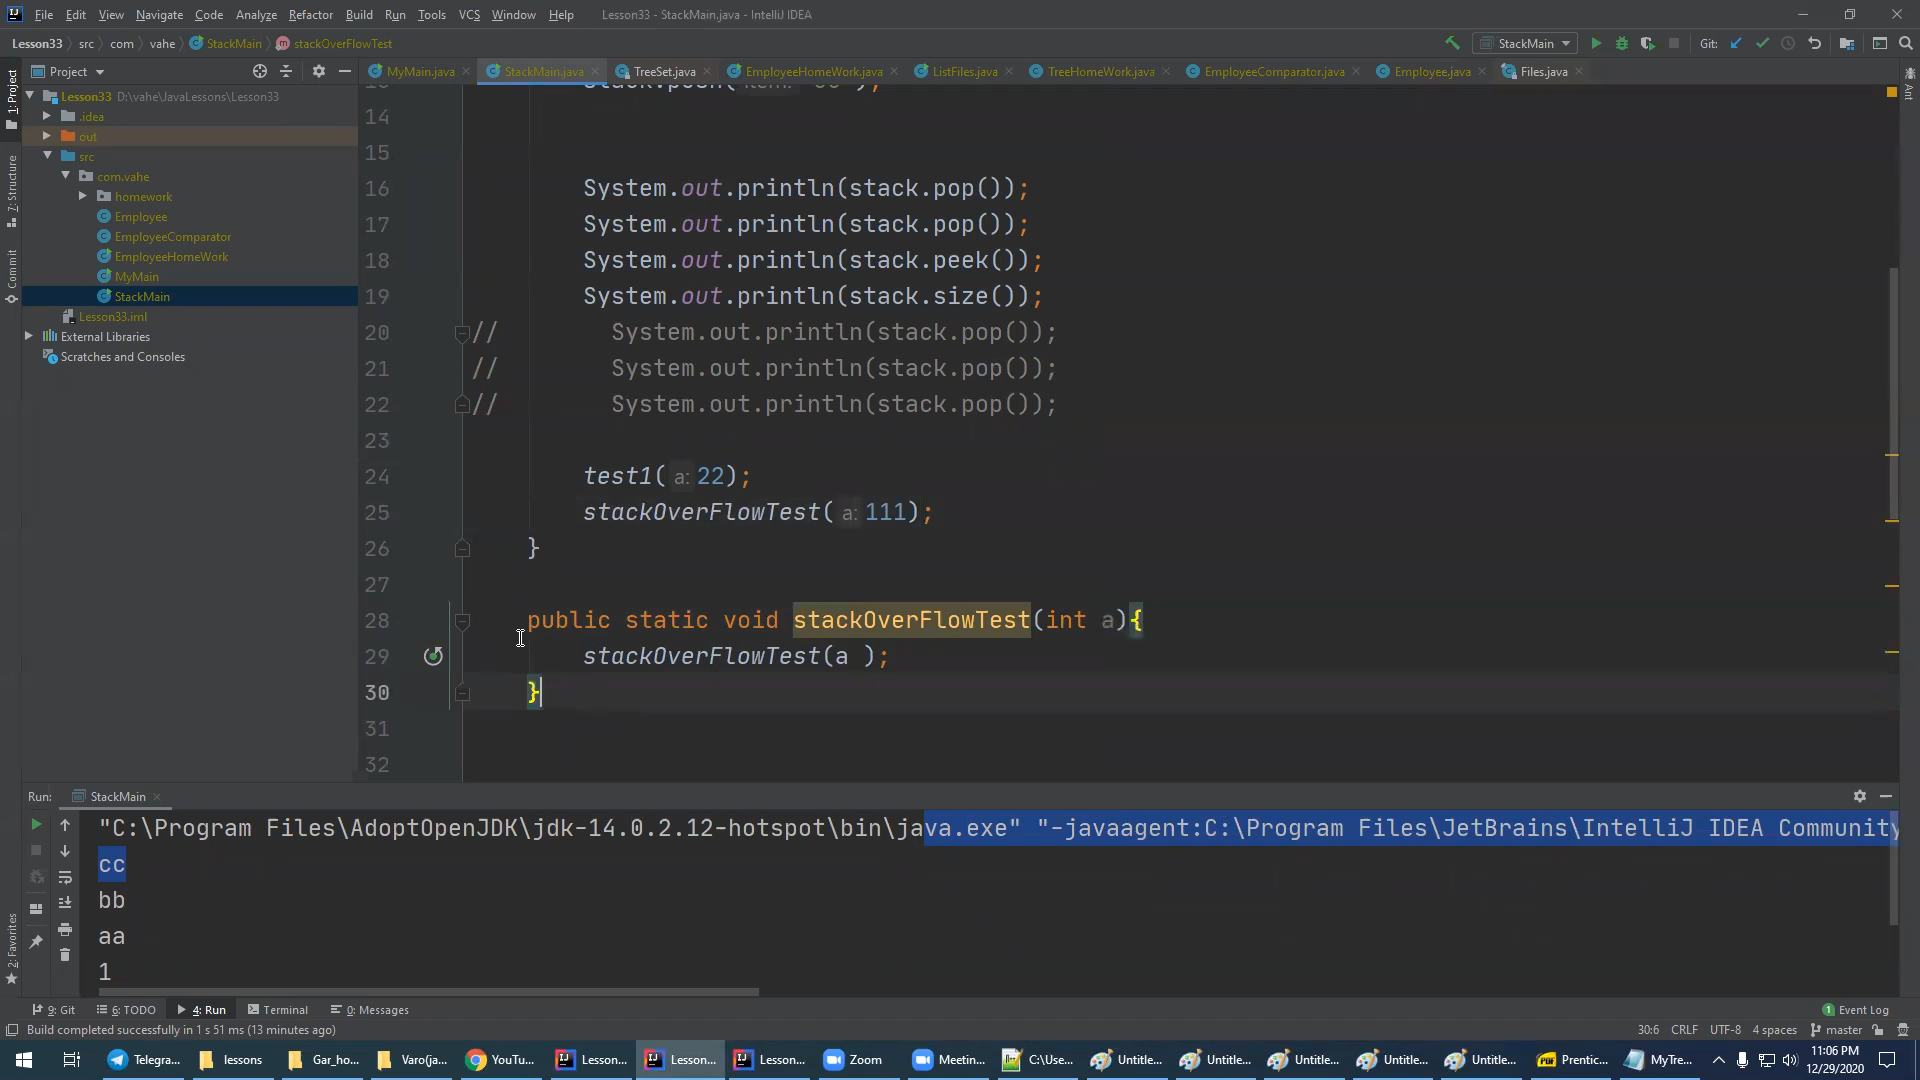 File Edit View Navigate Code Analyze Refactor Build Run Tools VCS Window Help Lesson33 - StackMain.java - IntelliJ IDEA
Lesson33 src com vahe StackMain stackOverFlowTest StackMain Git:
1: Project
7: Structure
Commit
2: Favorites
Ant
Project
MyMain.java StackMain.java TreeSet.java EmployeeHomeWork.java ListFiles.java TreeHomeWork.java EmployeeComparator.java Employee.java Files.java
Lesson33 D:\vahe\JavaLessons\Lesson33
.idea
out
src
com.vahe
homework
Employee
EmployeeComparator
EmployeeHomeWork
MyMain
StackMain
Lesson33.iml
External Libraries
Scratches and Consoles
14
15
16 System.out.println(stack.pop());
17 System.out.println(stack.pop());
18 System.out.println(stack.peek());
19 System.out.println(stack.size());
20 // System.out.println(stack.pop());
21 // System.out.println(stack.pop());
22 // System.out.println(stack.pop());
23
24 test1( a: 22);
25 stackOverFlowTest( a: 111);
26 }
27
28 public static void stackOverFlowTest(int a){
29 stackOverFlowTest(a );
30 }
31
32
Run: StackMain
"C:\Program Files\AdoptOpenJDK\jdk-14.0.2.12-hotspot\bin\java.exe" "-javaagent:C:\Program Files\JetBrains\IntelliJ IDEA Community
cc
bb
aa
1
9: Git 6: TODO 4: Run Terminal 0: Messages 1 Event Log
Build completed successfully in 1 s 51 ms (13 minutes ago) 30:6 CRLF UTF-8 4 spaces master
Telegra... lessons Gar_ho... Varo(ja... YouTu... Lesson... Lesson... Lesson... Zoom Meetin... C:\Use... Untitle... Untitle... Untitle... Untitle... Untitle... Prentic... MyTre... 11:06 PM
12/29/2020